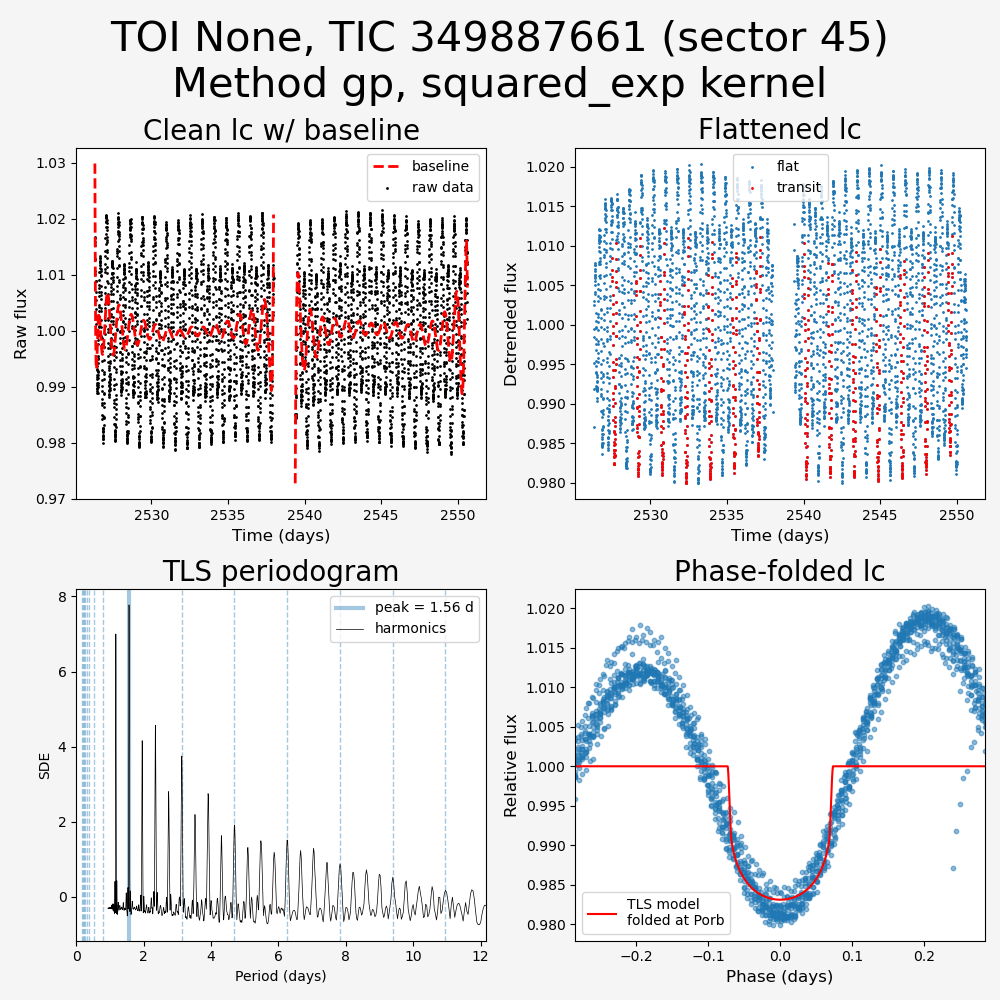 TOI None, TIC 349887661 (sector 45)
Method gp, squared_exp kernel
Clean lc w/ baseline
baseline
raw data
1.03
1.02
1.01
1.00
0.99
0.98
0.97
Raw flux
2530 2535 2540 2545 2550
Time (days)
Flattened lc
flat
transit
1.020
1.015
1.010
1.005
1.000
0.995
0.990
0.985
0.980
Detrended flux
2530 2535 2540 2545 2550
Time (days)
TLS periodogram
peak = 1.56 d
harmonics
8
6
4
2
0
SDE
0 2 4 6 8 10 12
Period (days)
Phase-folded lc
1.020
1.015
1.010
1.005
1.000
0.995
0.990
0.985
0.980
Relative flux
TLS model
folded at Porb
−0.2 −0.1 0.0 0.1 0.2
Phase (days)